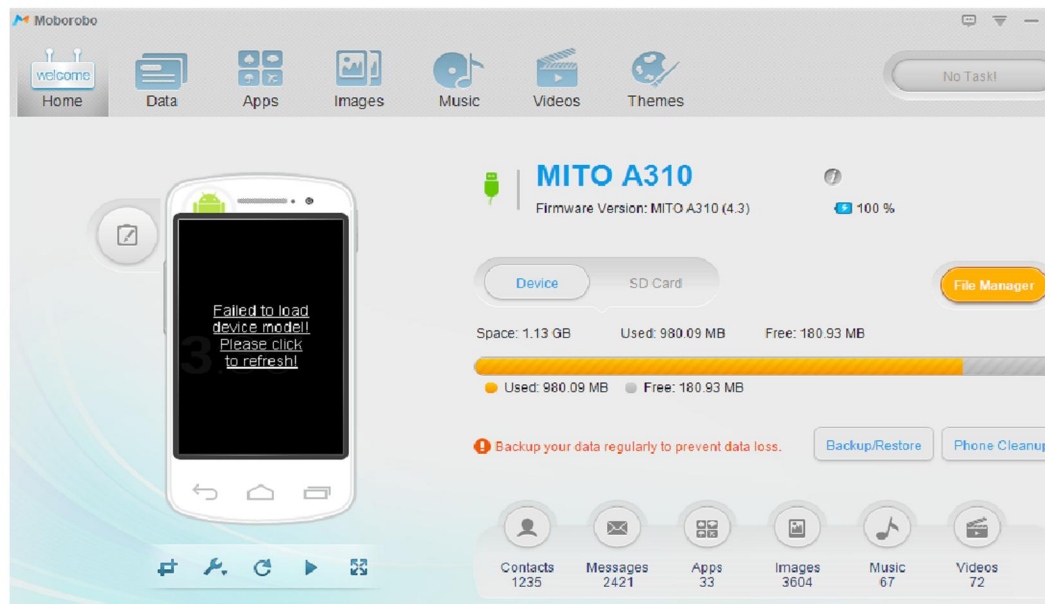 Moborobo
welcome
Home
Data
Apps
Images
Music
Videos
Themes
No Task!
MITO A310
Firmware Version: MITO A310 (4.3)
100 %
Failed to load
device model!
Please click
to refresh!
Device
SD Card
File Manager
Space: 1.13 GB
Used: 980.09 MB
Free: 180.93 MB
Used: 980.09 MB
Free: 180.93 MB
Backup your data regularly to prevent data loss.
Backup/Restore
Phone Cleanup
Contacts
1235
Messages
2421
Apps
33
Images
3604
Music
67
Videos
72